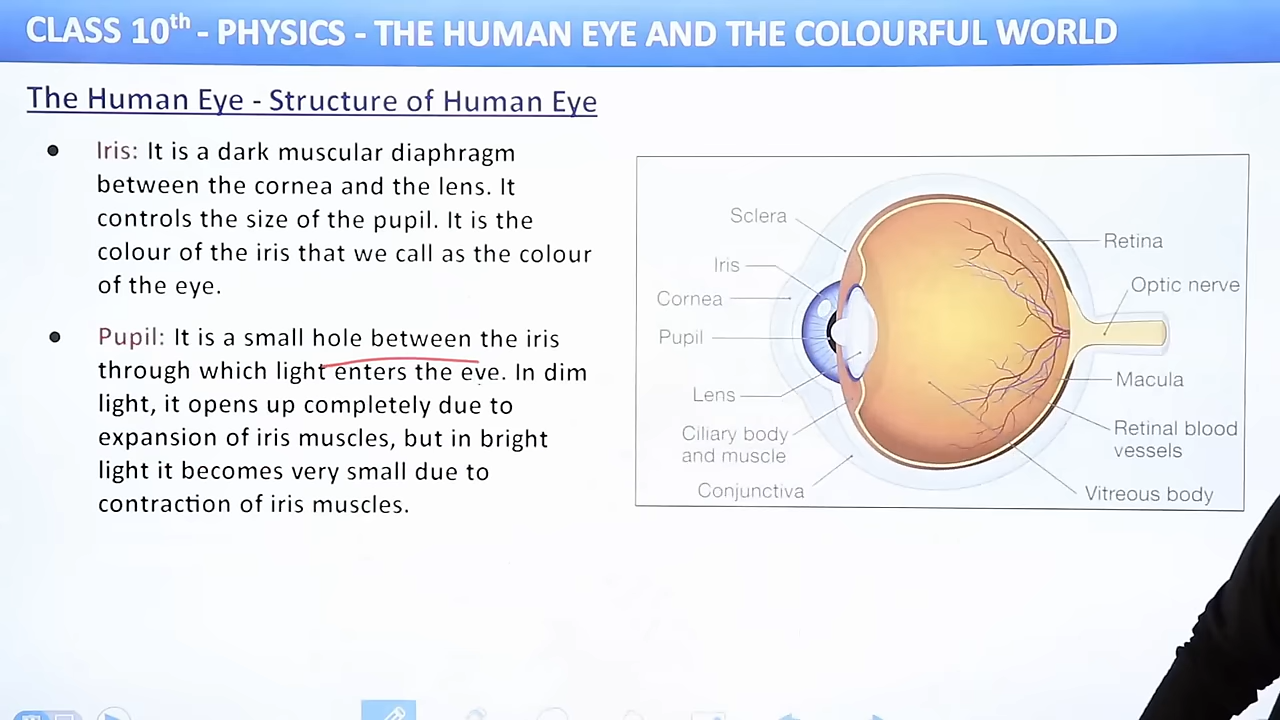 CLASS 10th - PHYSICS - THE HUMAN EYE AND THE COLOURFUL WORLD
The Human Eye - Structure of Human Eye
• Iris: It is a dark muscular diaphragm
between the cornea and the lens. It
controls the size of the pupil. It is the
colour of the iris that we call as the colour
of the eye.
• Pupil: It is a small hole between the iris
through which light enters the eye. In dim
light, it opens up completely due to
expansion of iris muscles, but in bright
light it becomes very small due to
contraction of iris muscles.
Sclera
Iris
Cornea
Pupil
Lens
Ciliary body
and muscle
Conjunctiva
Retina
Optic nerve
Macula
Retinal blood
vessels
Vitreous body